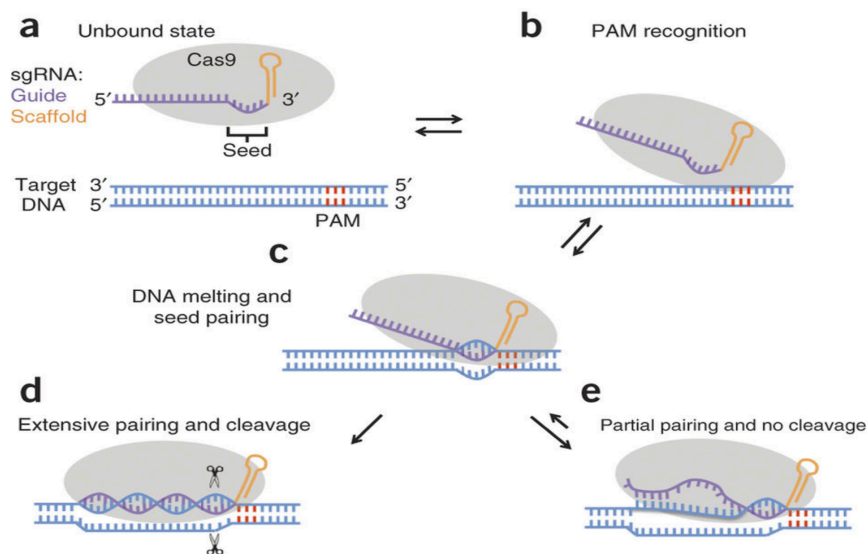 a
Unbound state
Cas9
sgRNA:
Guide
Scaffold
5′
3′
Seed
Target 3′ 5′
DNA 5′ 3′
PAM
b
PAM recognition
c
DNA melting and
seed pairing
d
Extensive pairing and cleavage
e
Partial pairing and no cleavage